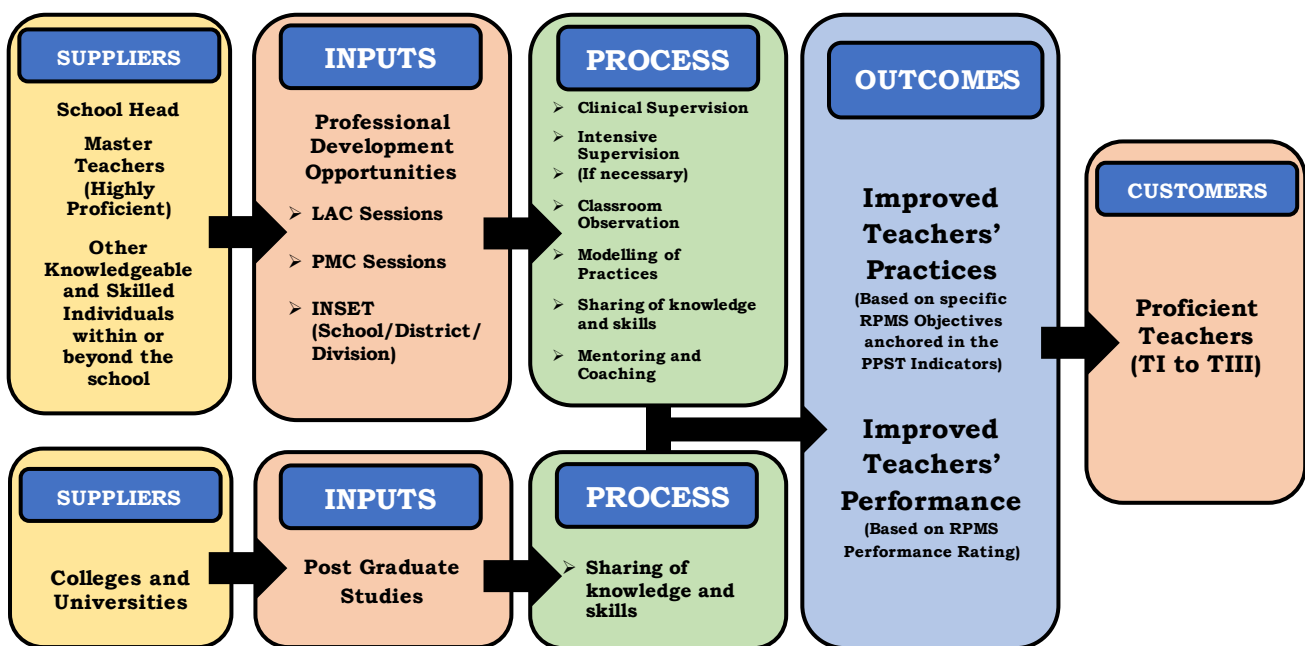 SUPPLIERS
School Head
Master
Teachers
(Highly
Proficient)
Other
Knowledgeable
and Skilled
Individuals
within or
beyond the
school
INPUTS
Professional
Development
Opportunities
➢ LAC Sessions
➢ PMC Sessions
➢ INSET
(School/District/
Division)
PROCESS
➢ Clinical Supervision
➢ Intensive
Supervision
➢ (If necessary)
➢ Classroom
Observation
➢ Modelling of
Practices
➢ Sharing of knowledge
and skills
➢ Mentoring and
Coaching
OUTCOMES
Improved
Teachers’
Practices
(Based on specific
RPMS Objectives
anchored in the
PPST Indicators)
Improved
Teachers’
Performance
(Based on RPMS
Performance Rating)
CUSTOMERS
Proficient
Teachers
(TI to TIII)
SUPPLIERS
Colleges and
Universities
INPUTS
Post Graduate
Studies
PROCESS
➢ Sharing of
knowledge and
skills